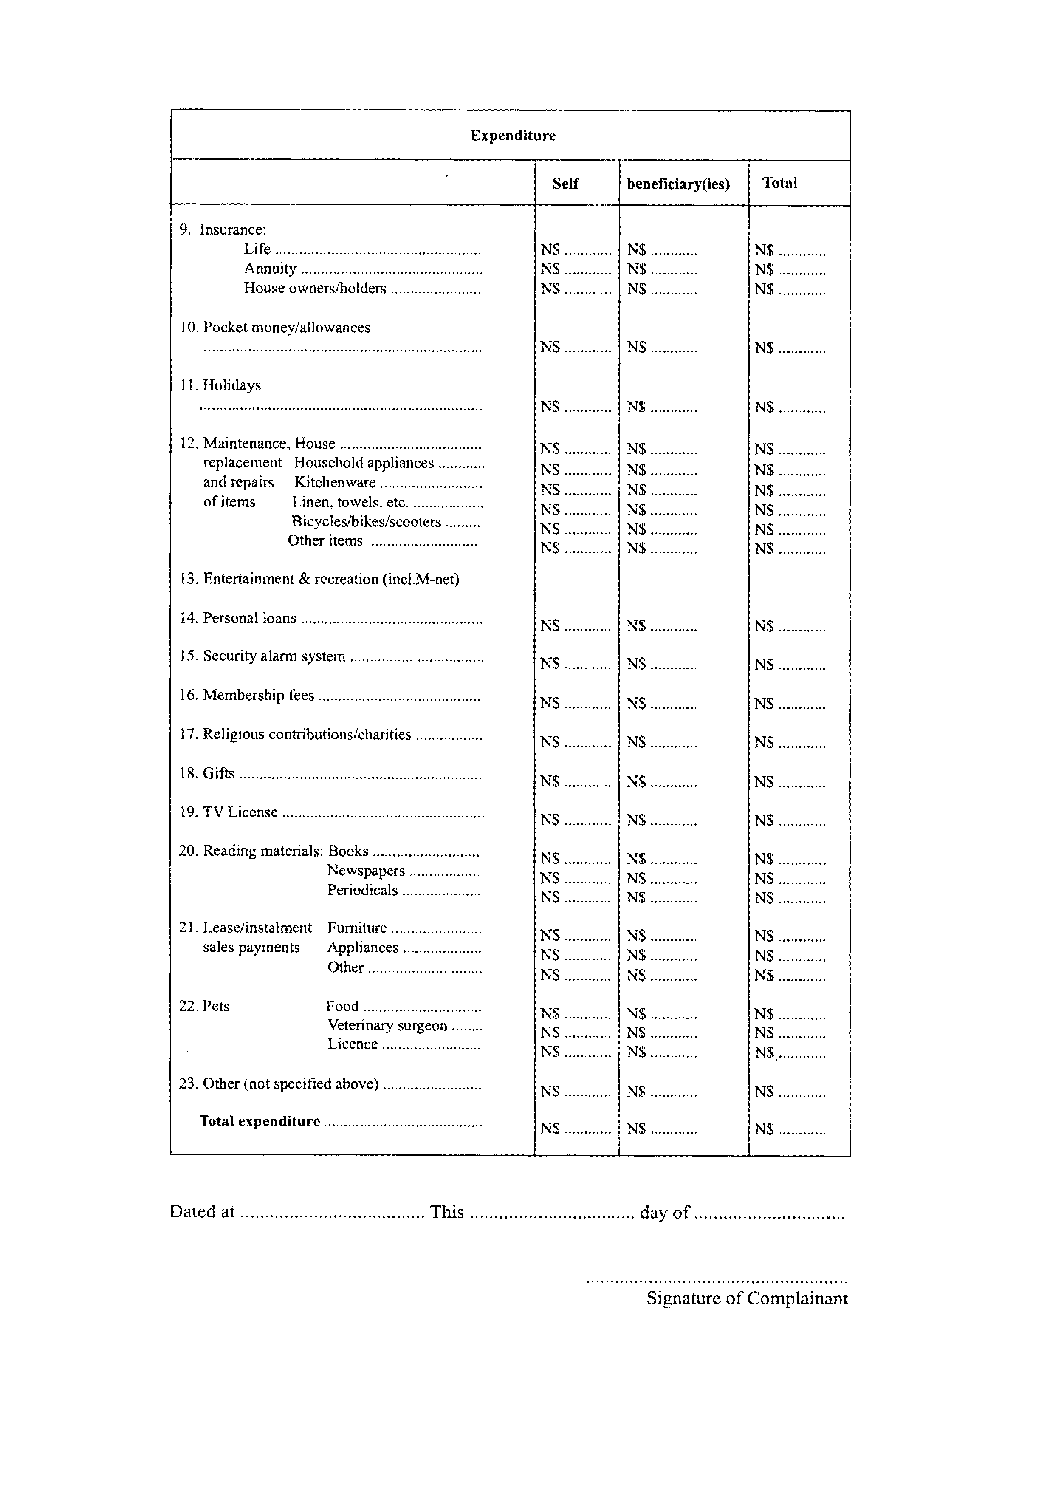 Expenditure
Self beneficiary(ies) Total
9. Insurance:
Life .................................................... N$ ............ N$ ............ N$ ............
Annuity .............................................. N$ ............ N$ ............ N$ ............
House owners/holders ....................... N$ ............ N$ ............ N$ ............
10. Pocket money/allowances
...................................................................... N$ ............ N$ ............ N$ ............
11. Holidays
...................................................................... N$ ............ N$ ............ N$ ............
12. Maintenance, House .................................... N$ ............ N$ ............ N$ ............
replacement Household appliances ............ N$ ............ N$ ............ N$ ............
and repairs Kitchenware .......................... N$ ............ N$ ............ N$ ............
of items Linen, towels, etc. .................. N$ ............ N$ ............ N$ ............
Bicycles/bikes/scooters ......... N$ ............ N$ ............ N$ ............
Other items ........................... N$ ............ N$ ............ N$ ............
13. Entertainment & recreation (incl.M-net)
14. Personal loans .............................................. N$ ............ N$ ............ N$ ............
15. Security alarm system .................................. N$ ............ N$ ............ N$ ............
16. Membership fees ......................................... N$ ............ N$ ............ N$ ............
17. Religious contributions/charities ................. N$ ............ N$ ............ N$ ............
18. Gifts ............................................................. N$ ............ N$ ............ N$ ............
19. TV License ................................................... N$ ............ N$ ............ N$ ............
20. Reading materials: Books ........................... N$ ............ N$ ............ N$ ............
Newspapers .................. N$ ............ N$ ............ N$ ............
Periodicals .................... N$ ............ N$ ............ N$ ............
21. Lease/instalment Furniture ....................... N$ ............ N$ ............ N$ ............
sales payments Appliances .................... N$ ............ N$ ............ N$ ............
Other ............................. N$ ............ N$ ............ N$ ............
22. Pets Food .............................. N$ ............ N$ ............ N$ ............
Veterinary surgeon ........ N$ ............ N$ ............ N$ ............
Licence ......................... N$ ............ N$ ............ N$ ............
23. Other (not specified above) ......................... N$ ............ N$ ............ N$ ............
Total expenditure ........................................ N$ ............ N$ ............ N$ ............
Dated at ..................................... This ................................. day of ...............................
....................................................
Signature of Complainant